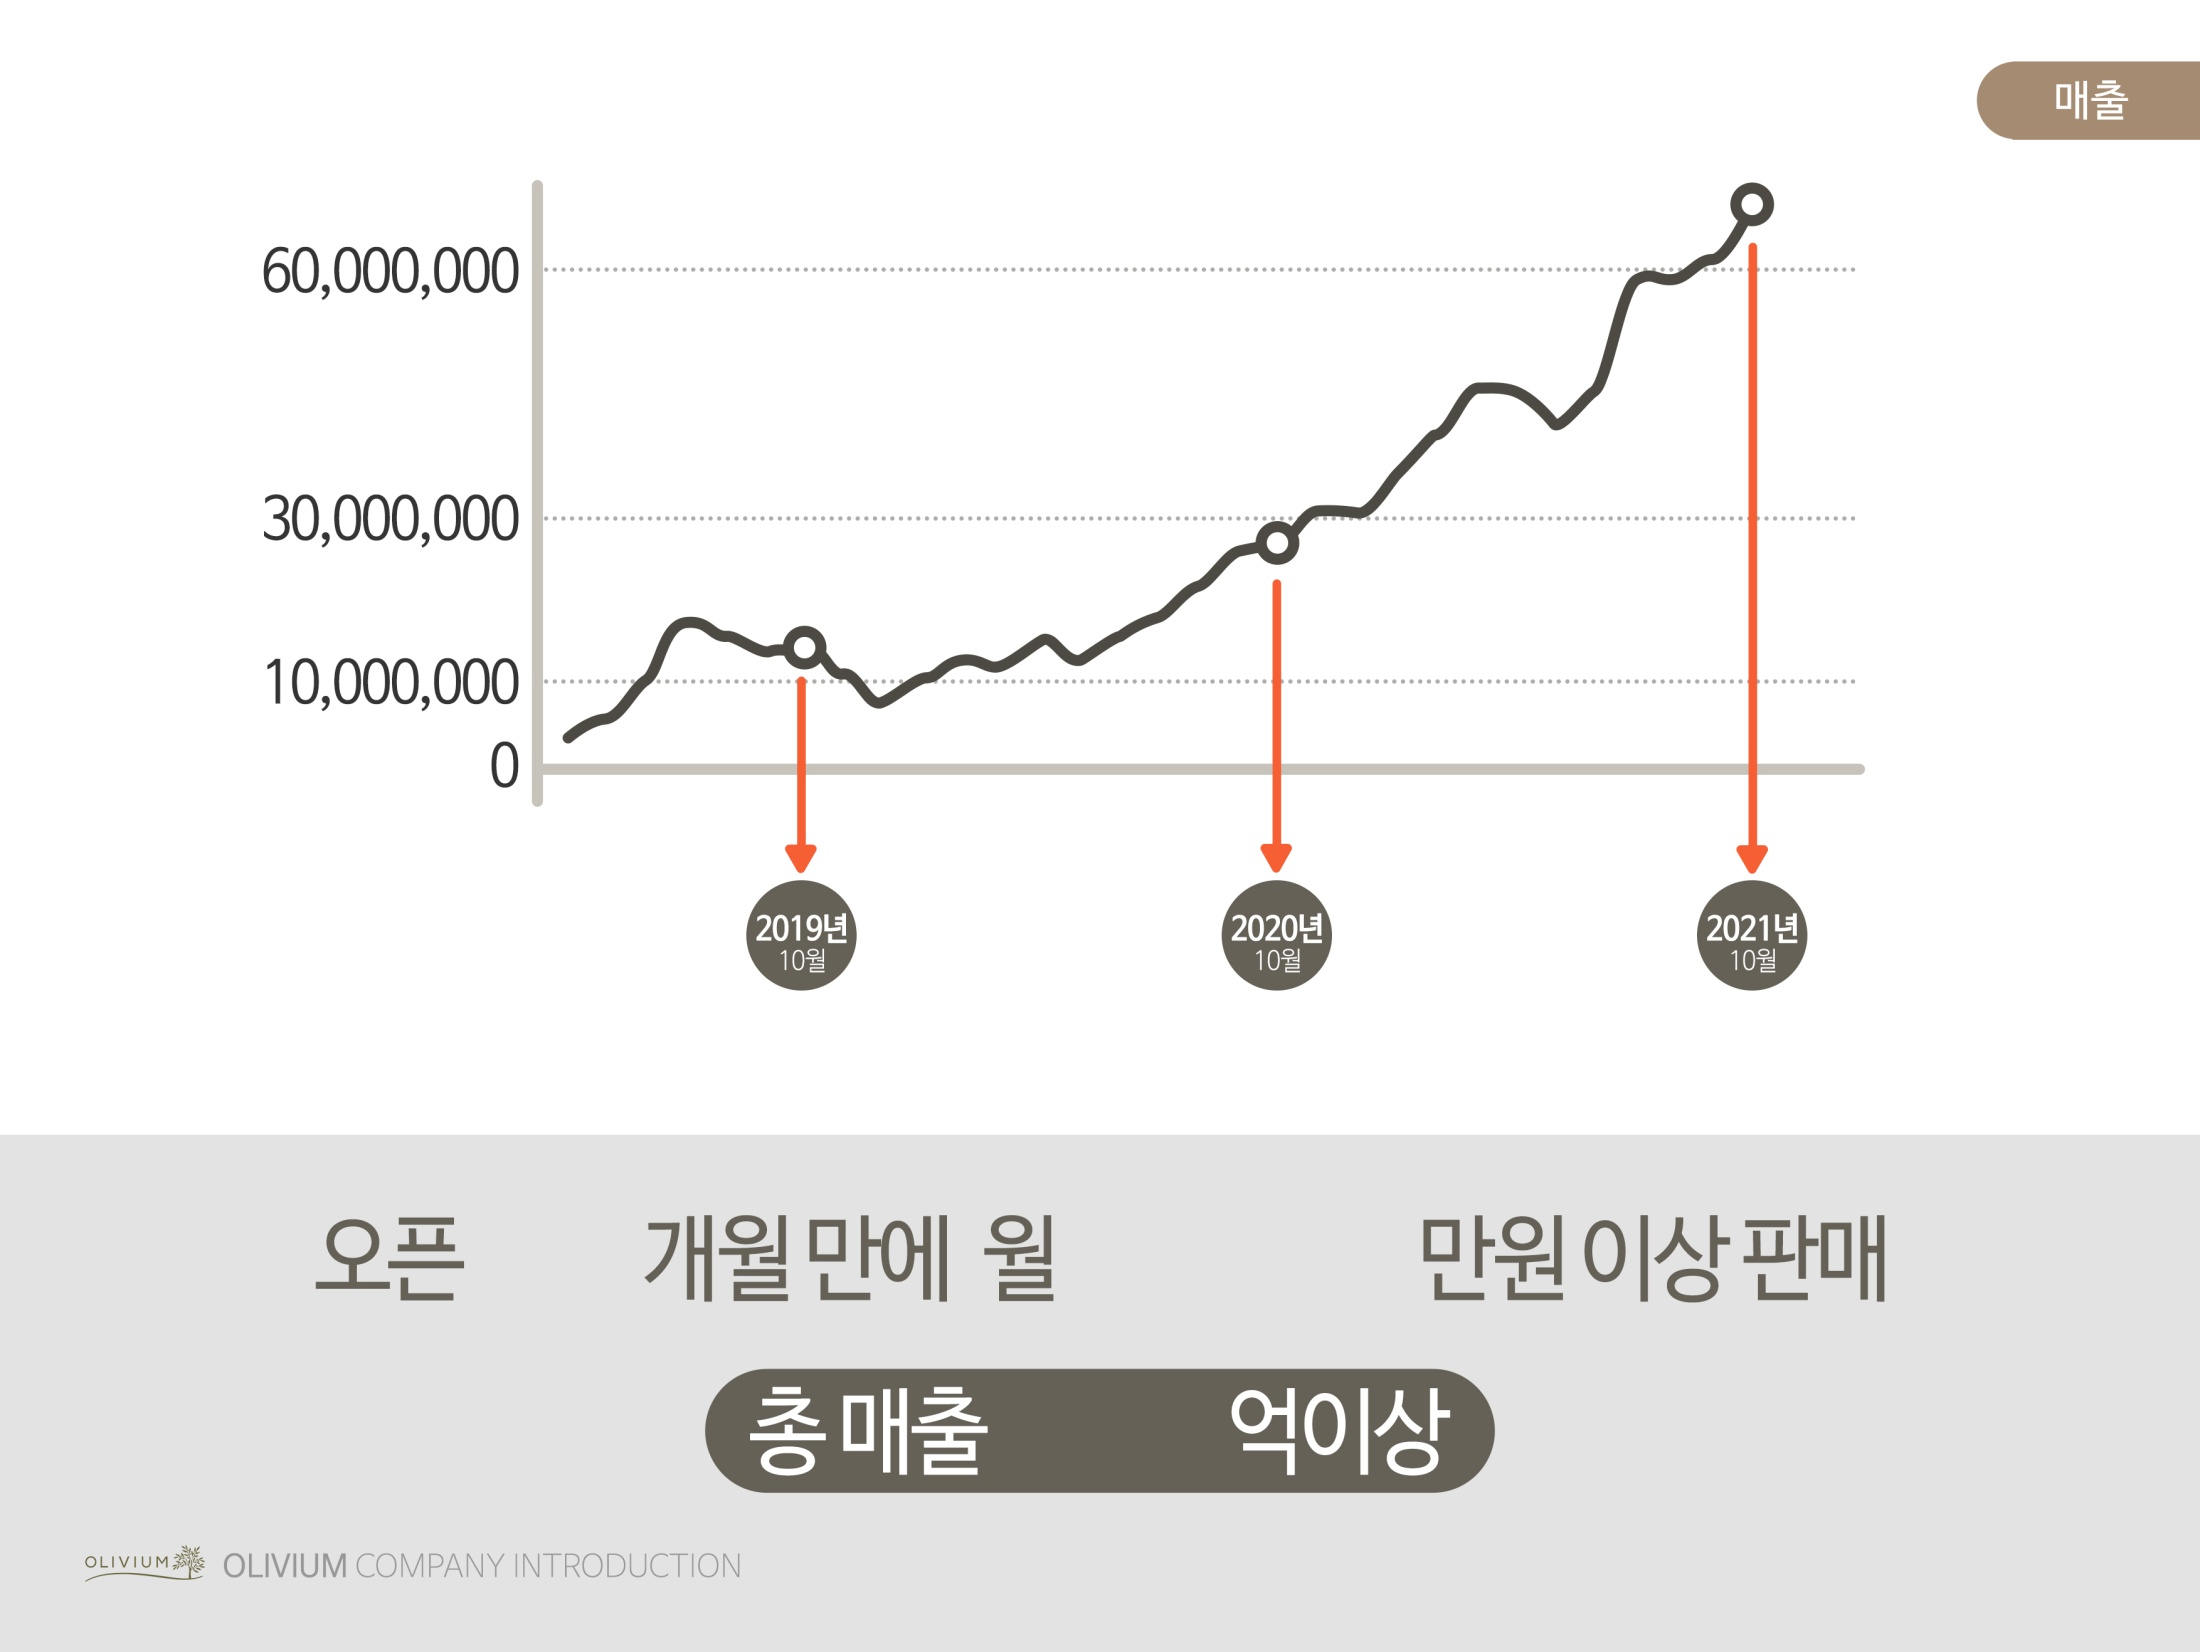 매출
60,000,000
30,000,000
10,000,000
0
2019년
10월
2020년
10월
2021년
10월
오픈 개월만에 월 만원 이상 판매
총 매출 억이상
OLIVIUM
OLIVIUM COMPANY INTRODUCTION